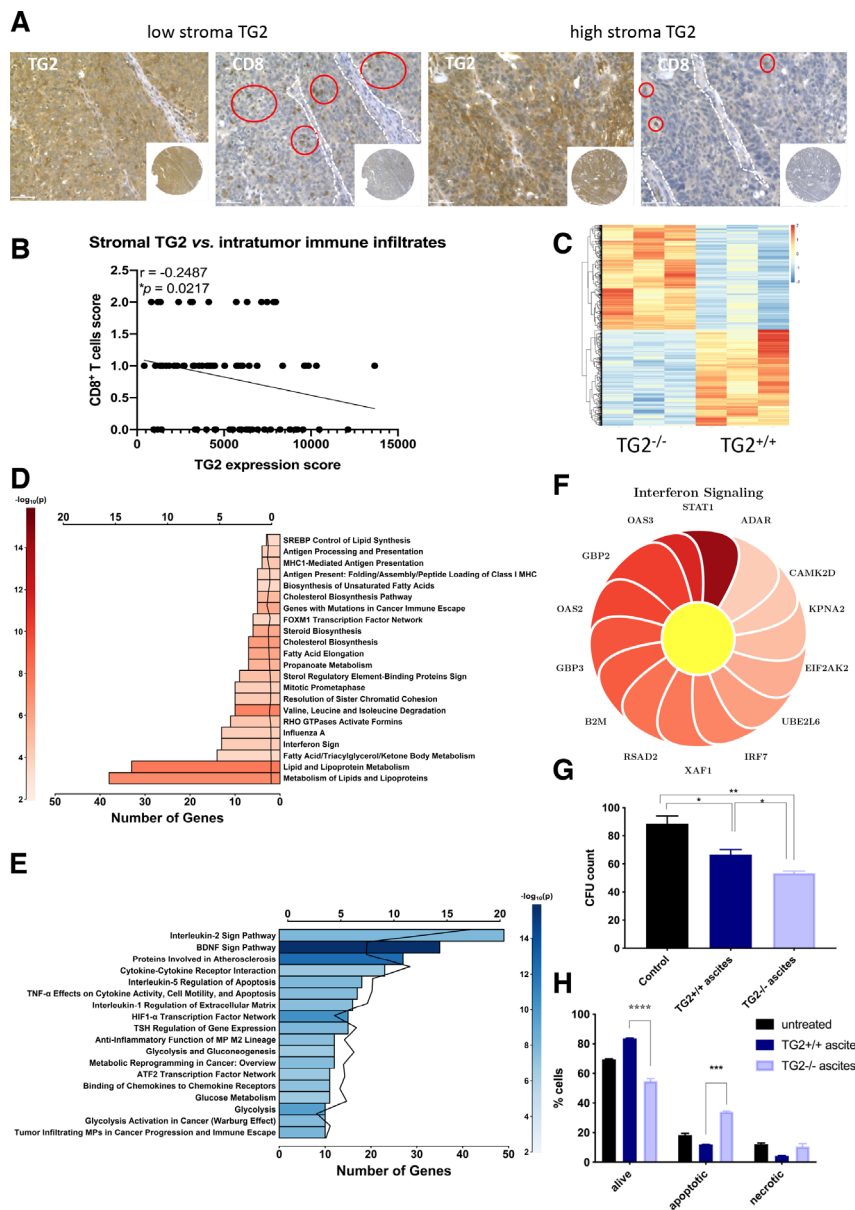 A
low stroma TG2
high stroma TG2
TG2
CD8
TG2
CD8
B
Stromal TG2 vs. intratumor immune infiltrates
r = -0.2487
*p = 0.0217
2.5
2.0
1.5
1.0
0.5
0.0
0
5000
10000
15000
CD8+ T cells score
TG2 expression score
C
TG2-/-
TG2+/+
D
-log10(p)
14
12
10
8
6
4
2
20
15
10
5
0
SREBP Control of Lipid Synthesis
Antigen Processing and Presentation
MHC1-Mediated Antigen Presentation
Antigen Present: Folding/Assembly/Peptide Loading of Class I MHC
Biosynthesis of Unsaturated Fatty Acids
Cholesterol Biosynthesis Pathway
Genes with Mutations in Cancer Immune Escape
FOXM1 Transcription Factor Network
Steroid Biosynthesis
Cholesterol Biosynthesis
Fatty Acid Elongation
Propanoate Metabolism
Sterol Regulatory Element-Binding Proteins Sign
Mitotic Prometaphase
Resolution of Sister Chromatid Cohesion
Valine, Leucine and Isoleucine Degradation
RHO GTPases Activate Formins
Influenza A
Interferon Sign
Fatty Acid/Triacylglycerol/Ketone Body Metabolism
Lipid and Lipoprotein Metabolism
Metabolism of Lipids and Lipoproteins
50
40
30
20
10
0
Number of Genes
E
0
5
10
15
20
-log10(p)
14
12
10
8
6
4
2
Interleukin-2 Sign Pathway
BDNF Sign Pathway
Proteins Involved in Atherosclerosis
Cytokine-Cytokine Receptor Interaction
Interleukin-5 Regulation of Apoptosis
TNF-α Effects on Cytokine Activity, Cell Motility, and Apoptosis
Interleukin-1 Regulation of Extracellular Matrix
HIF1-α Transcription Factor Network
TSH Regulation of Gene Expression
Anti-Inflammatory Function of MP M2 Lineage
Glycolysis and Gluconeogenesis
Metabolic Reprogramming in Cancer: Overview
ATF2 Transcription Factor Network
Binding of Chemokines to Chemokine Receptors
Glucose Metabolism
Glycolysis
Glycolysis Activation in Cancer (Warburg Effect)
Tumor Infiltrating MPs in Cancer Progression and Immune Escape
0
10
20
30
40
50
Number of Genes
F
Interferon Signaling
STAT1
ADAR
CAMK2D
KPNA2
EIF2AK2
UBE2L6
IRF7
XAF1
RSAD2
B2M
GBP3
OAS2
GBP2
OAS3
G
**
*
*
120
100
80
60
40
20
0
CFU count
Control
TG2+/+ ascites
TG2-/- ascites
H
****
***
untreated
TG2+/+ ascite
TG2-/- ascites
100
80
60
40
20
0
% cells
alive
apoptotic
necrotic